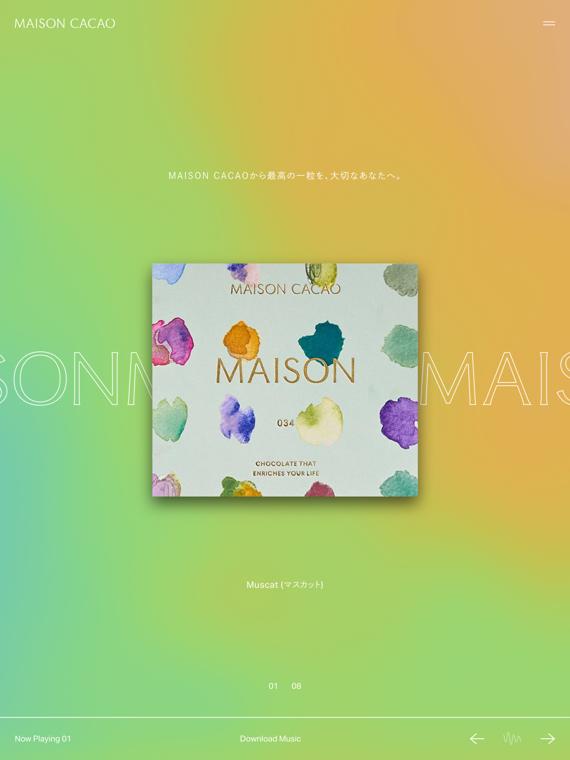 MAISON CACAO
MAISON CACAOから最高の一粒を、大切なあなたへ。
MAISON CACAO
SONM
MAISON
MAIS
034
CHOCOLATE THAT
ENRICHES YOUR LIFE
Muscat (マスカット)
01 08
Now Playing 01
Download Music